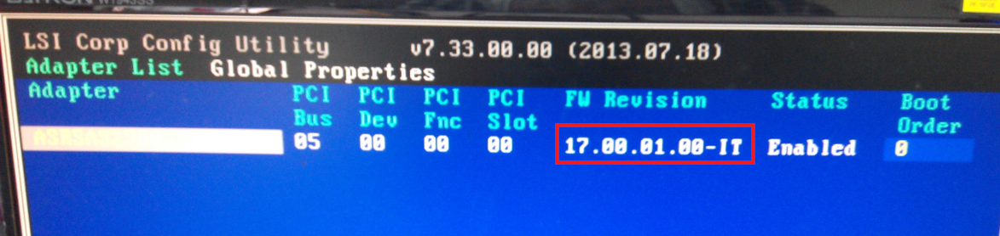 LSI Corp Config Utility v7.33.00.00 (2013.07.18)
Adapter List Global Properties
Adapter PCI PCI PCI PCI FW Revision Status Boot
Bus Dev Fnc Slot Order
05 00 00 00 17.00.01.00-IT Enabled 0